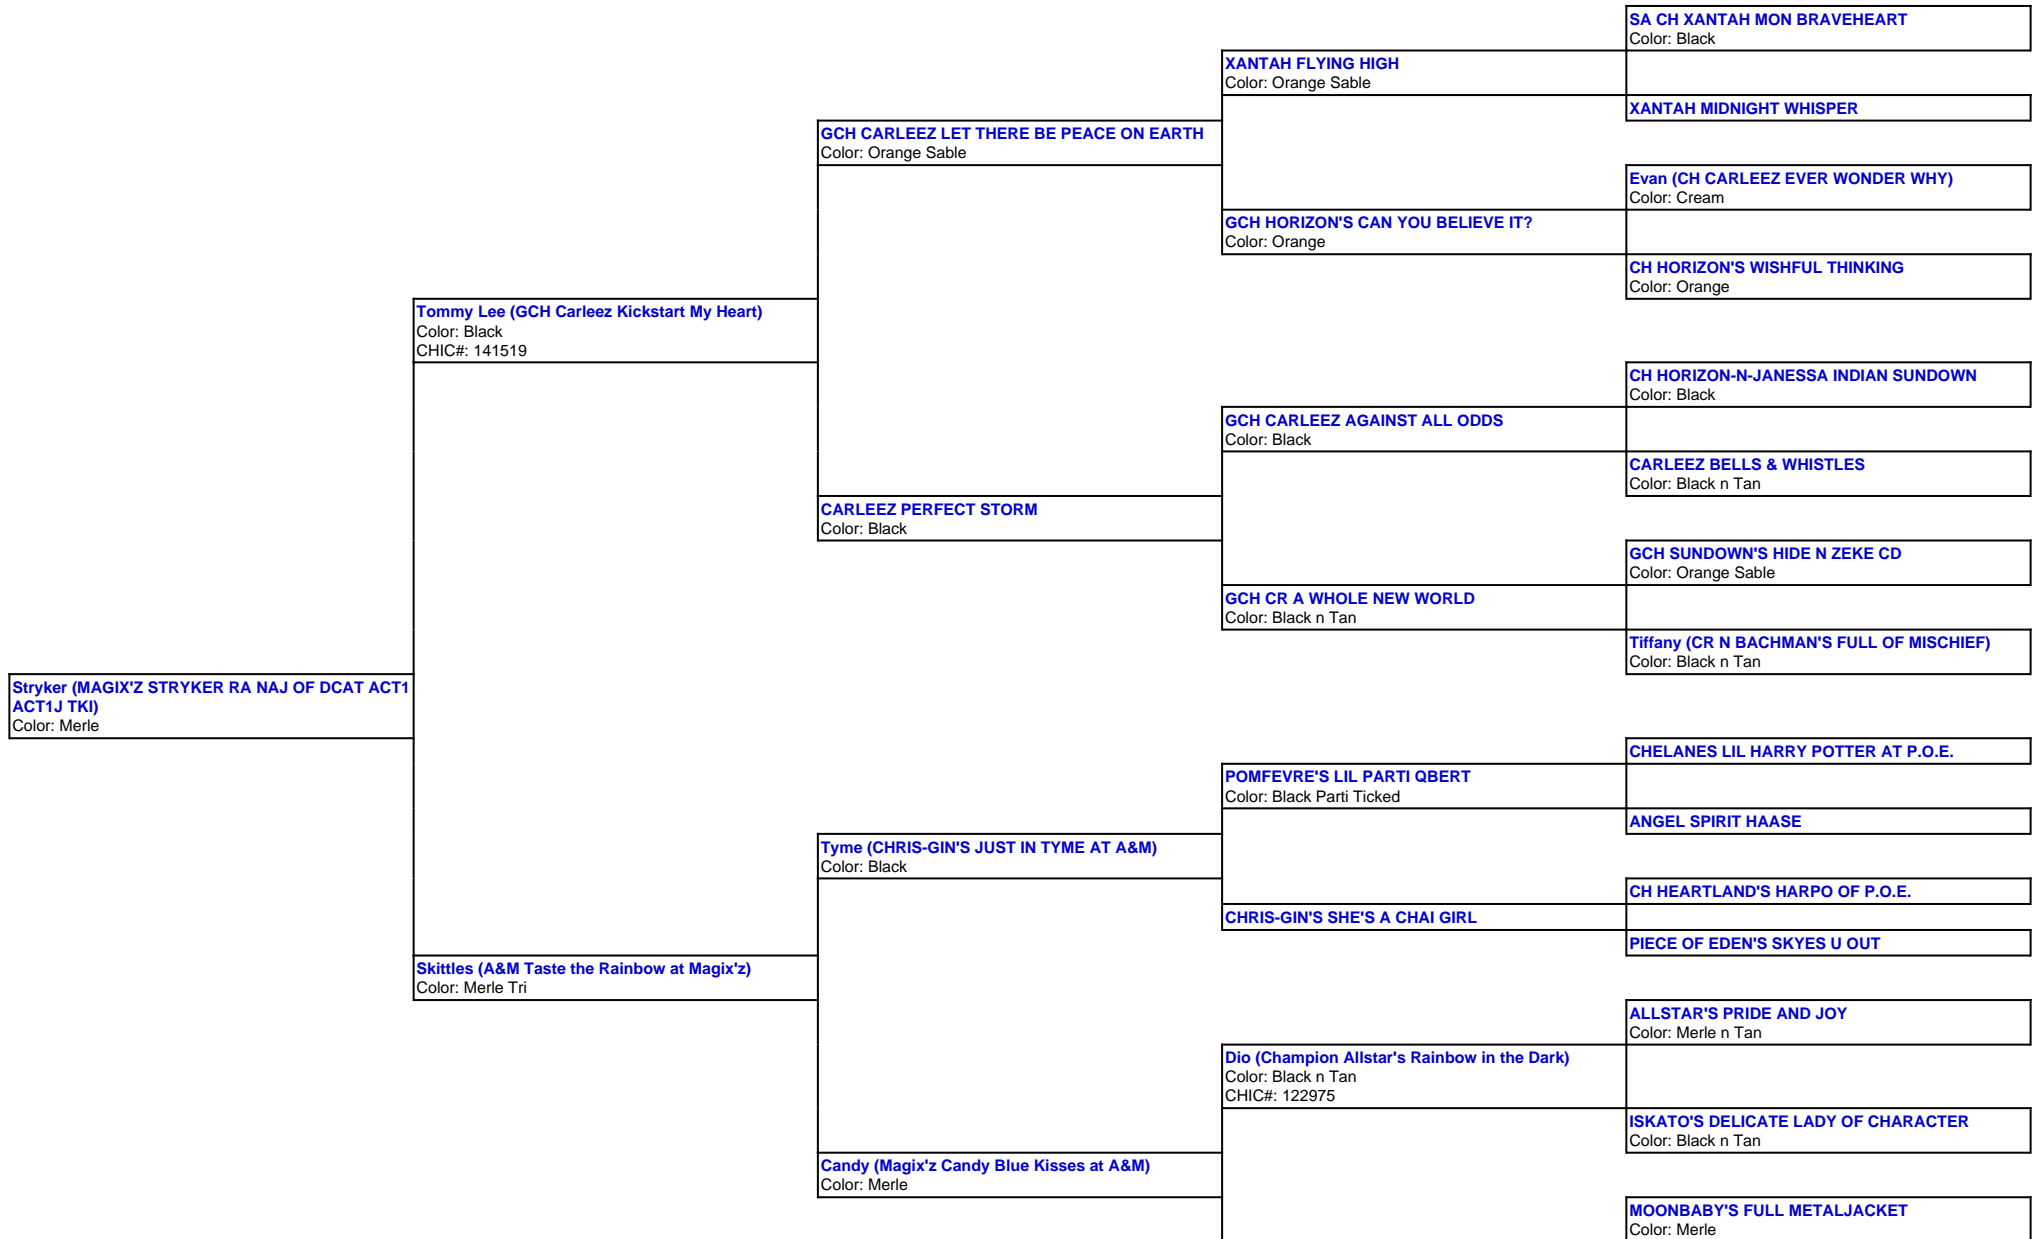 SA CH XANTAH MON BRAVEHEART
Color: Black
XANTAH FLYING HIGH
Color: Orange Sable
XANTAH MIDNIGHT WHISPER
GCH CARLEEZ LET THERE BE PEACE ON EARTH
Color: Orange Sable
Evan (CH CARLEEZ EVER WONDER WHY)
Color: Cream
GCH HORIZON'S CAN YOU BELIEVE IT?
Color: Orange
CH HORIZON'S WISHFUL THINKING
Color: Orange
Tommy Lee (GCH Carleez Kickstart My Heart)
Color: Black
CHIC#: 141519
CH HORIZON-N-JANESSA INDIAN SUNDOWN
Color: Black
GCH CARLEEZ AGAINST ALL ODDS
Color: Black
CARLEEZ BELLS & WHISTLES
Color: Black n Tan
CARLEEZ PERFECT STORM
Color: Black
GCH SUNDOWN'S HIDE N ZEKE CD
Color: Orange Sable
GCH CR A WHOLE NEW WORLD
Color: Black n Tan
Tiffany (CR N BACHMAN'S FULL OF MISCHIEF)
Color: Black n Tan
Stryker (MAGIX'Z STRYKER RA NAJ OF DCAT ACT1
ACT1J TKI)
Color: Merle
CHELANES LIL HARRY POTTER AT P.O.E.
POMFEVRE'S LIL PARTI QBERT
Color: Black Parti Ticked
ANGEL SPIRIT HAASE
Tyme (CHRIS-GIN'S JUST IN TYME AT A&M)
Color: Black
CH HEARTLAND'S HARPO OF P.O.E.
CHRIS-GIN'S SHE'S A CHAI GIRL
PIECE OF EDEN'S SKYES U OUT
Skittles (A&M Taste the Rainbow at Magix'z)
Color: Merle Tri
ALLSTAR'S PRIDE AND JOY
Color: Merle n Tan
Dio (Champion Allstar's Rainbow in the Dark)
Color: Black n Tan
CHIC#: 122975
ISKATO'S DELICATE LADY OF CHARACTER
Color: Black n Tan
Candy (Magix'z Candy Blue Kisses at A&M)
Color: Merle
MOONBABY'S FULL METALJACKET
Color: Merle